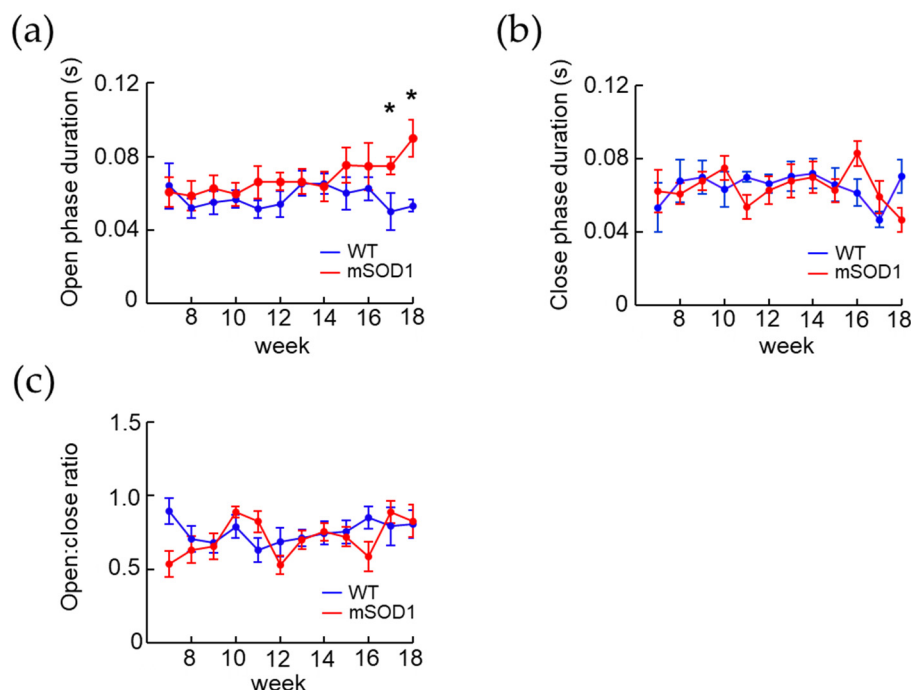 (a)
Open phase duration (s)
0.12
0.08
0.04
0
* *
WT
mSOD1
8 10 12 14 16 18
week
(b)
Close phase duration (s)
0.12
0.08
0.04
0
WT
mSOD1
8 10 12 14 16 18
week
(c)
Open:close ratio
1.5
1.0
0.5
0
WT
mSOD1
8 10 12 14 16 18
week